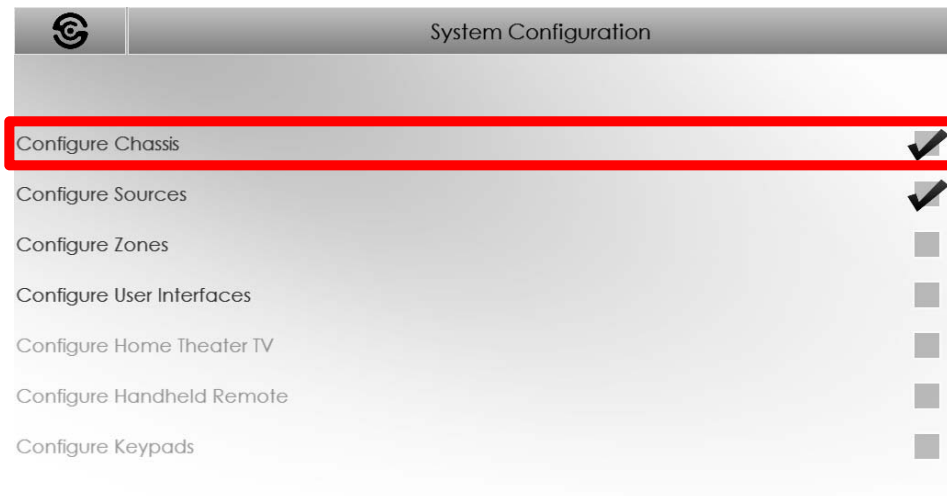 System Configuration
Configure Chassis
Configure Sources
Configure Zones
Configure User Interfaces
Configure Home Theater TV
Configure Handheld Remote
Configure Keypads